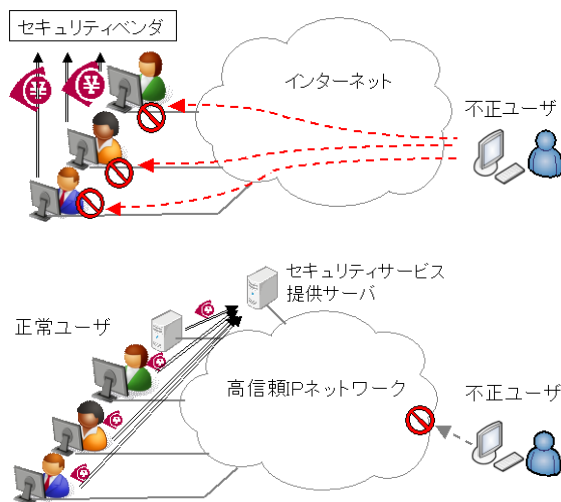 セキュリティベンダ
インターネット
不正ユーザ
¥
¥
セキュリティサービス
提供サーバ
正常ユーザ
高信頼IPネットワーク
不正ユーザ
¥
¥
¥
¥